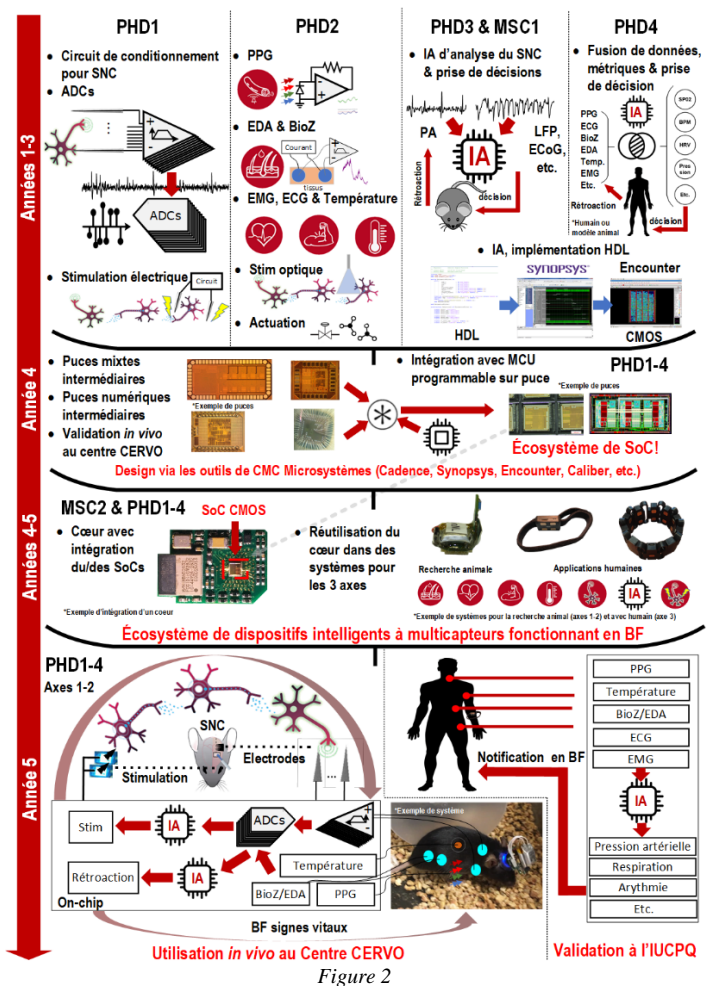 PHD1
PHD2
PHD3 & MSC1
PHD4
Années 1-3
• Circuit de conditionnement
pour SNC
• ADCs
ADCs
• Stimulation électrique
Circuit
• PPG
• EDA & BioZ
Courant
tissus
• EMG, ECG & Température
• Stim optique
• Actuation
• IA d'analyse du SNC
& prise de décisions
PA
IA
LFP,
ECoG,
etc.
Rétroaction
décision
• Fusion de données,
métriques & prise
de décision
IA
PPG
ECG
BioZ
EDA
Temp.
EMG
Etc.
SPO2
BPM
HRV
Pres
sion
Etc.
Rétroaction
*Humain ou
modèle animal
décision
• IA, implémentation HDL
SYNOPSYS
Encounter
HDL
CMOS
Année 4
• Puces mixtes
intermédiaires
• Puces numériques
intermédiaires
• Validation in vivo
au centre CERVO
*Exemple de puces
• Intégration avec MCU
programmable sur puce
PHD1-4
*Exemple de puces
Écosystème de SoC!
Design via les outils de CMC Microsystèmes (Cadence, Synopsys, Encounter, Caliber, etc.)
Années 4-5
MSC2 & PHD1-4
SoC CMOS
• Cœur avec
intégration
du/des SoCs
*Exemple d'intégration d'un coeur
• Réutilisation du
cœur dans des
systèmes pour
les 3 axes
Recherche animale
Applications humaines
IA
*Exemple de systèmes pour la recherche animal (axes 1-2) et avec humain (axe 3)
Écosystème de dispositifs intelligents à multicapteurs fonctionnant en BF
Année 5
PHD1-4
Axes 1-2
SNC
Electrodes
Stimulation
...
Stim
IA
ADCs
Rétroaction
IA
Température
BioZ/EDA
PPG
On-chip
*Exemple de système
BF signes vitaux
Utilisation in vivo au Centre CERVO
PPG
Température
BioZ/EDA
ECG
EMG
Notification en BF
IA
Pression artérielle
Respiration
Arythmie
Etc.
Validation à l'IUCPQ
Figure 2